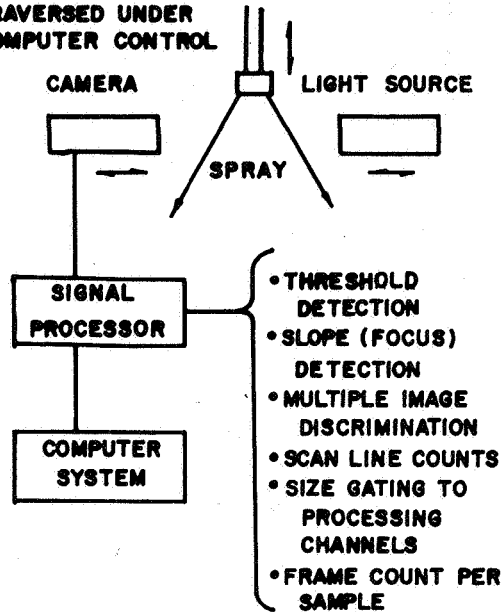 RAVERSED UNDER
OMPUTER CONTROL
CAMERA
LIGHT SOURCE
SPRAY
SIGNAL
PROCESSOR
COMPUTER
SYSTEM
•THRESHOLD
DETECTION
•SLOPE (FOCUS)
DETECTION
•MULTIPLE IMAGE
DISCRIMINATION
•SCAN LINE COUNTS
•SIZE GATING TO
PROCESSING
CHANNELS
•FRAME COUNT PER
SAMPLE